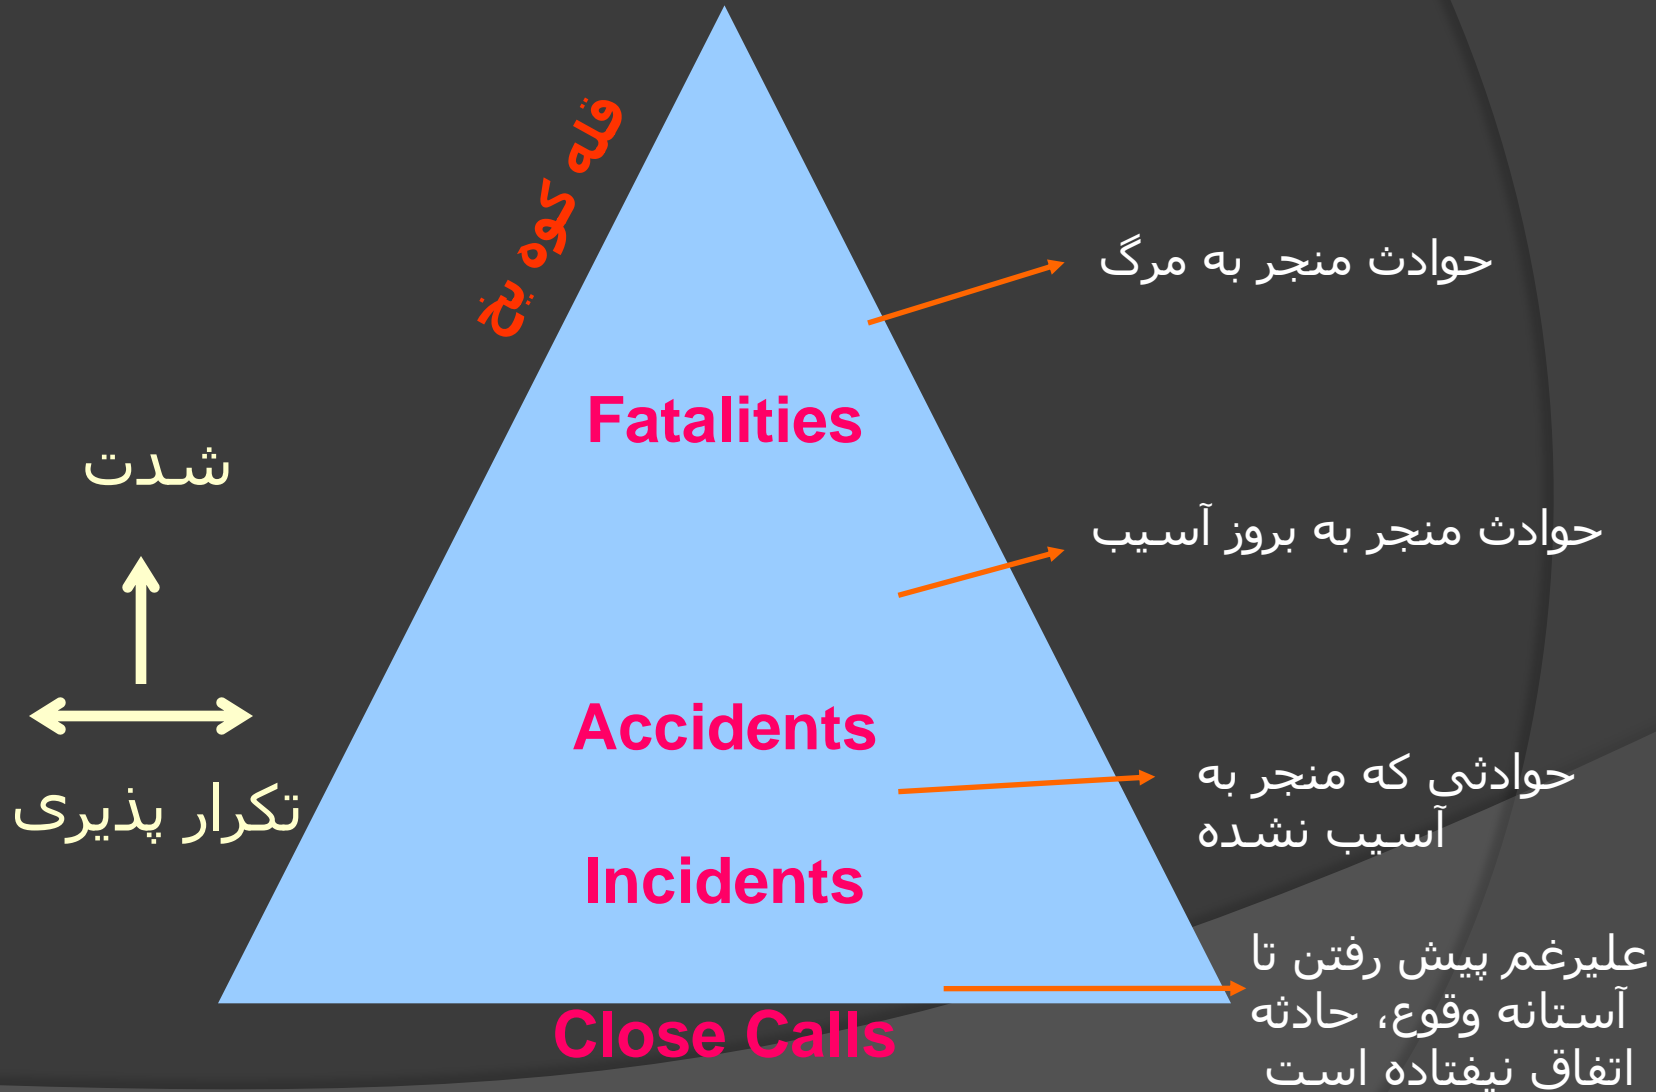 قله کوه یخ
حوادث منجر به مرگ
Fatalities
شدت
حوادث منجر به بروز آسیب
Accidents
تکرار پذیری
حوادثی که منجر به
آسیب نشده
Incidents
علیرغم پیش رفتن تا
آستانه وقوع، حادثه
اتفاق نیفتاده است
Close Calls